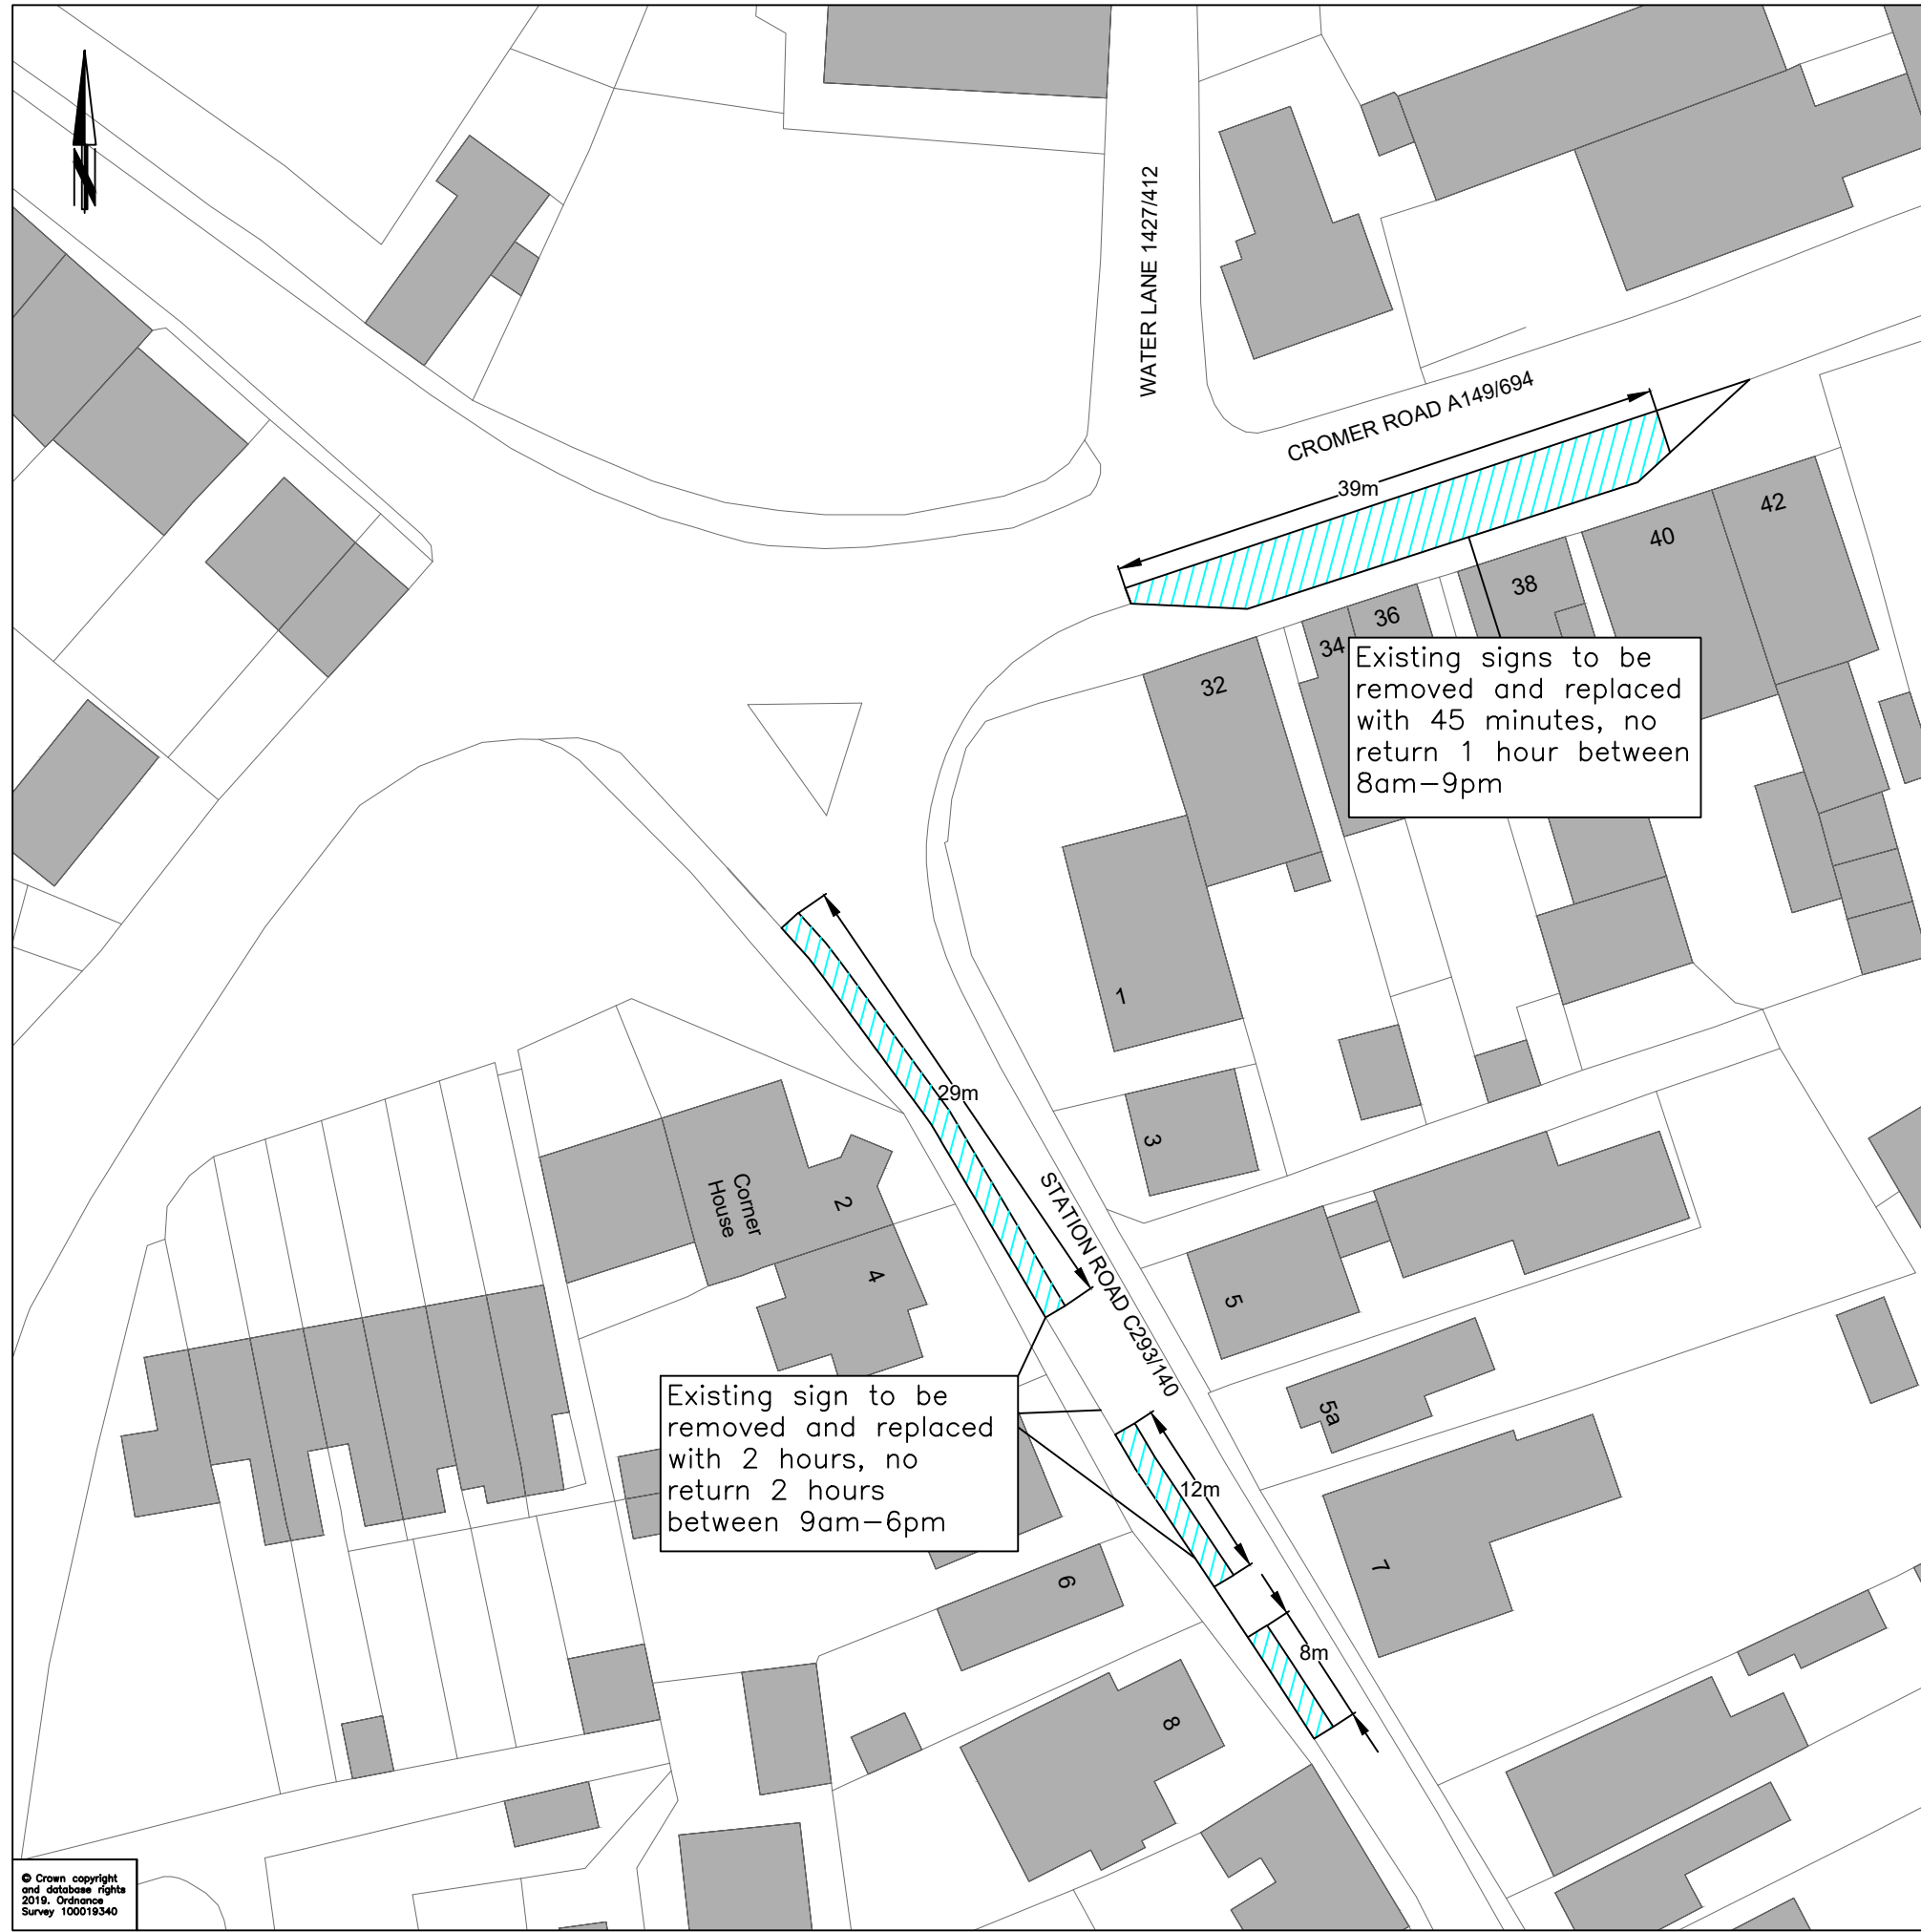 N
WATER LANE 1427/412
CROMER ROAD A149/694
39m
42
40
38
36
34
32
Existing signs to be
removed and replaced
with 45 minutes, no
return 1 hour between
8am-9pm
1
3
29m
STATION ROAD C293/140
Corner
House
2
4
5
5a
Existing sign to be
removed and replaced
with 2 hours, no
return 2 hours
between 9am-6pm
12m
7
6
8m
8
© Crown copyright
and database rights
2019. Ordnance
Survey 100019340